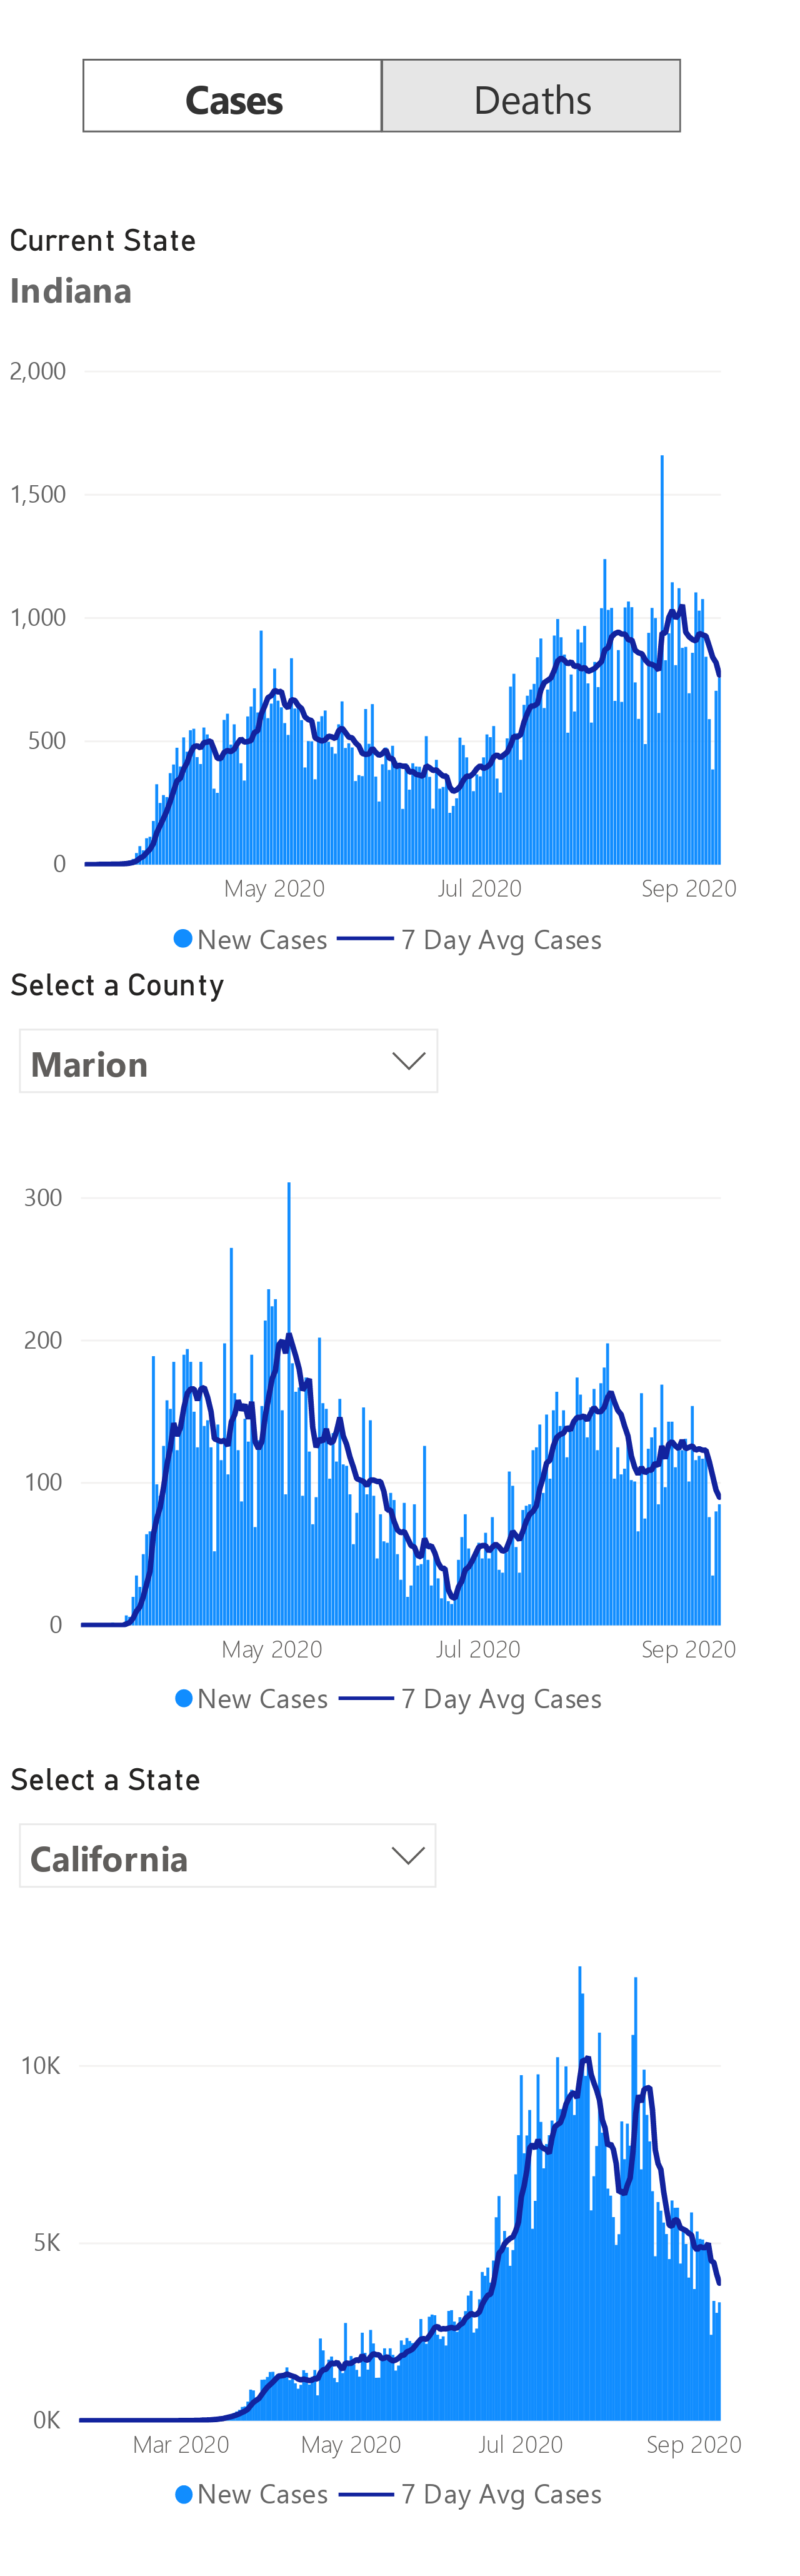 Cases Deaths
Current State
Indiana
2,000
1,500
1,000
500
0
May 2020 Jul 2020 Sep 2020
New Cases 7 Day Avg Cases
Select a County
Marion
300
200
100
0
May 2020 Jul 2020 Sep 2020
New Cases 7 Day Avg Cases
Select a State
California
10K
5K
0K
Mar 2020 May 2020 Jul 2020 Sep 2020
New Cases 7 Day Avg Cases